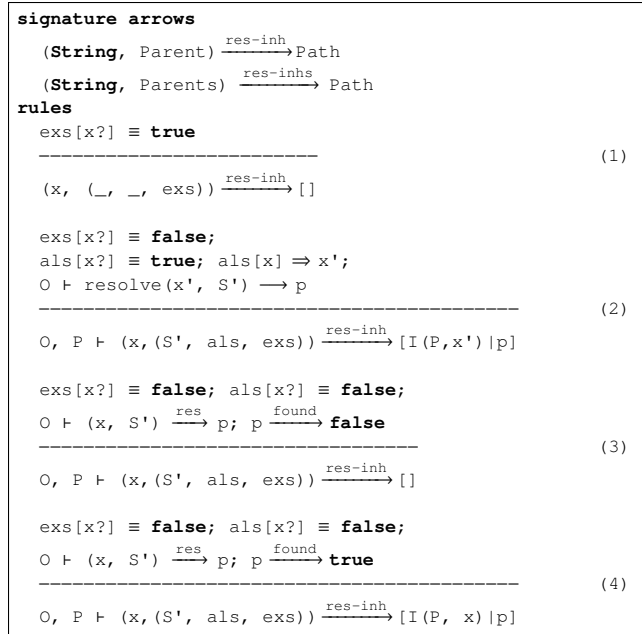 signature arrows
(String, Parent) res-inh⟶ Path
(String, Parents) res-inhs⟶ Path
rules
exs[x?] ≡ true
————————————————————————— (1)
(x, (_, _, exs)) res-inh⟶ []
exs[x?] ≡ false;
als[x?] ≡ true; als[x] ⇒ x';
O ⊢ resolve(x', S') ⟶ p
——————————————————————————————————————————— (2)
O, P ⊢ (x,(S', als, exs)) res-inh⟶ [I(P,x')|p]
exs[x?] ≡ false; als[x?] ≡ false;
O ⊢ (x, S') res⟶ p; p found⟶ false
—————————————————————————————————— (3)
O, P ⊢ (x,(S', als, exs)) res-inh⟶ []
exs[x?] ≡ false; als[x?] ≡ false;
O ⊢ (x, S') res⟶ p; p found⟶ true
——————————————————————————————————————————— (4)
O, P ⊢ (x,(S', als, exs)) res-inh⟶ [I(P, x)|p]